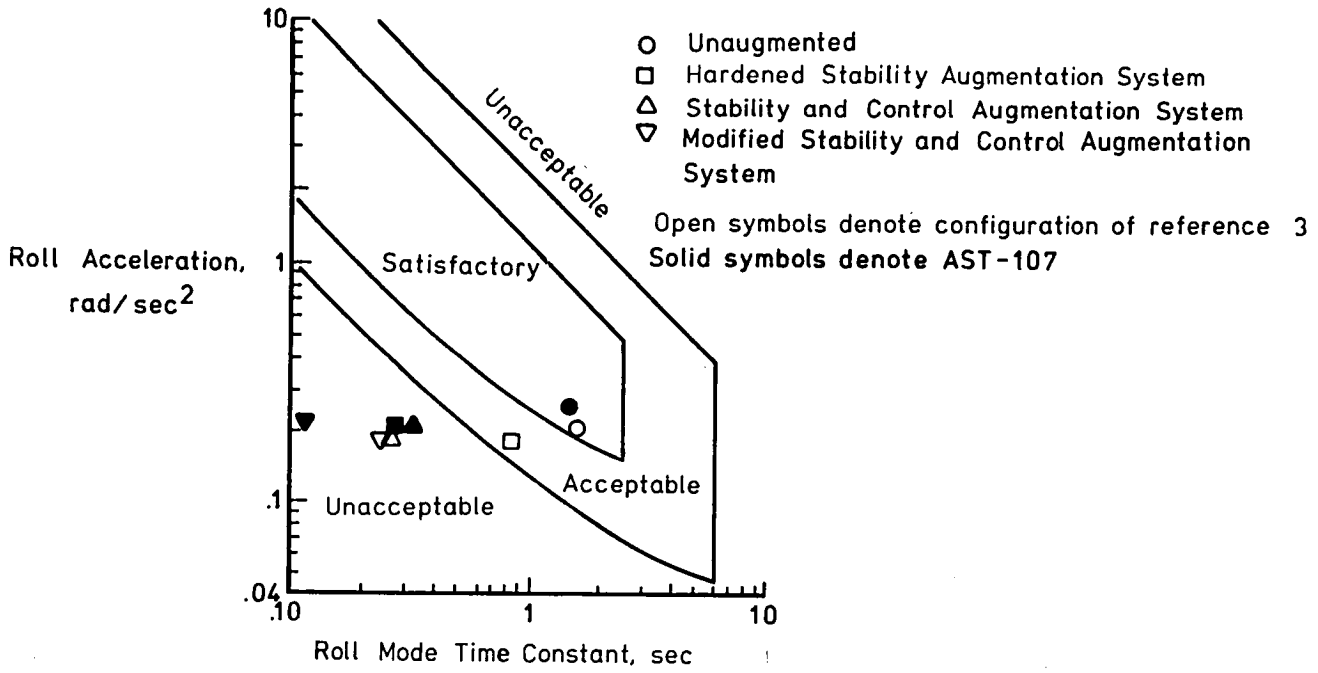 10
Unaugmented
Hardened Stability Augmentation System
Stability and Control Augmentation System
Modified Stability and Control Augmentation
System
Unacceptable
Open symbols denote configuration of reference 3
Solid symbols denote AST-107
Roll Acceleration,
rad/sec2
1
Satisfactory
Acceptable
.1
Unacceptable
.04
.10
1
10
Roll Mode Time Constant, sec